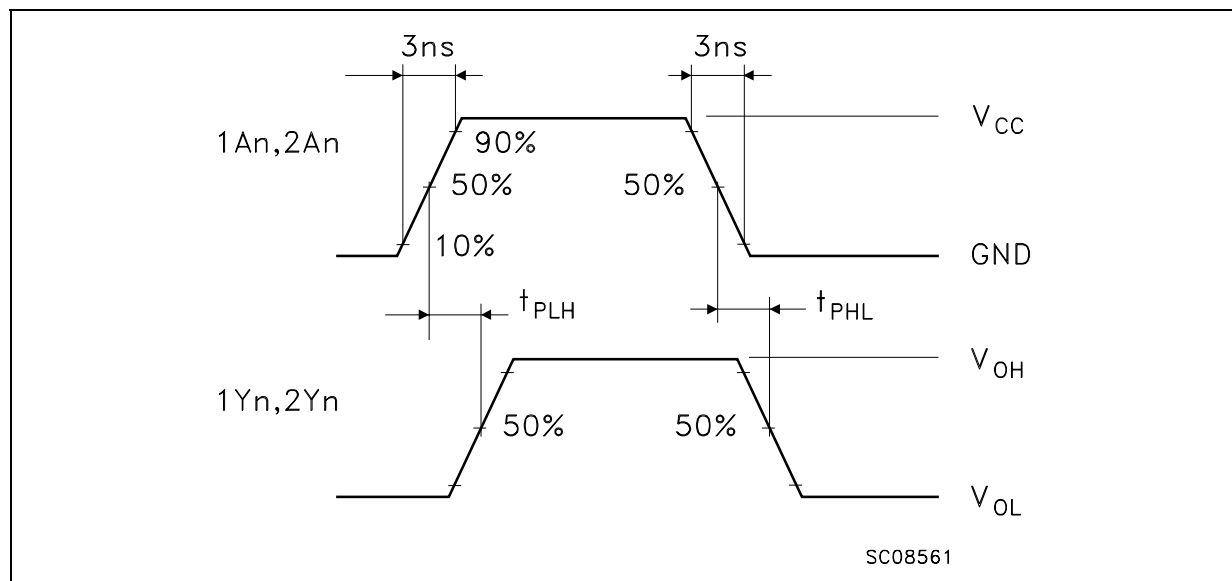 3ns 3ns
1An,2An
90%
50% 50%
10%
V_CC
GND
t_PLH t_PHL
1Yn,2Yn
50% 50%
V_OH
V_OL
SC08561